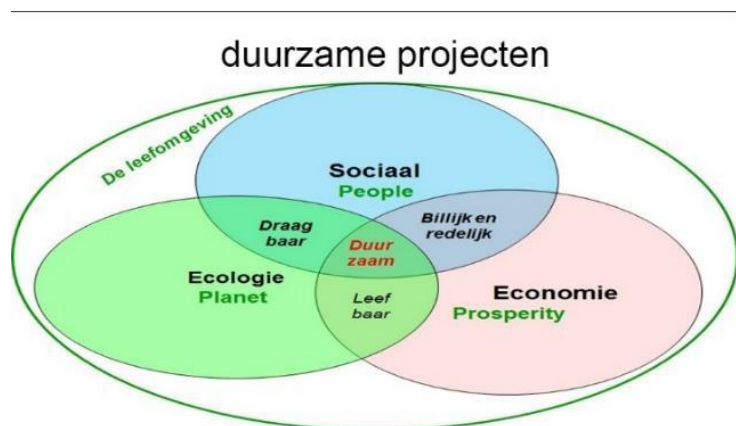 duurzame projecten
De leefomgeving
Sociaal
People
Draag
baar
Billijk en
redelijk
Duur
zaam
Ecologie
Planet
Leef
baar
Economie
Prosperity